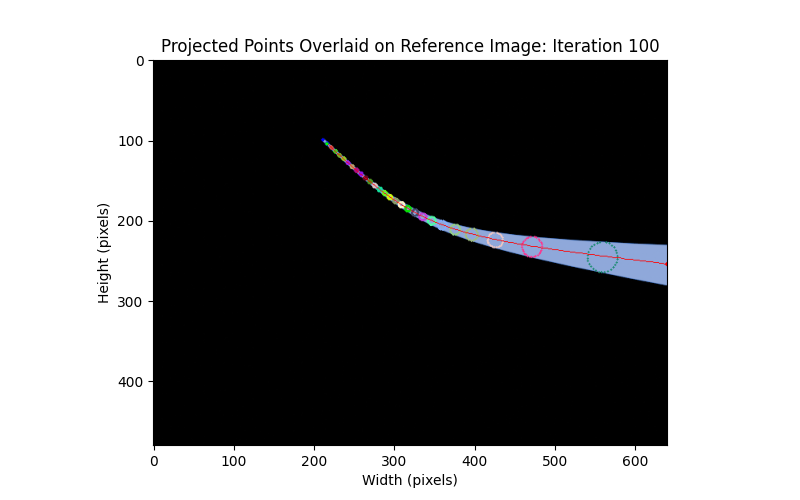 Projected Points Overlaid on Reference Image: Iteration 100
0
100
200
300
400
Height (pixels)
0 100 200 300 400 500 600
Width (pixels)